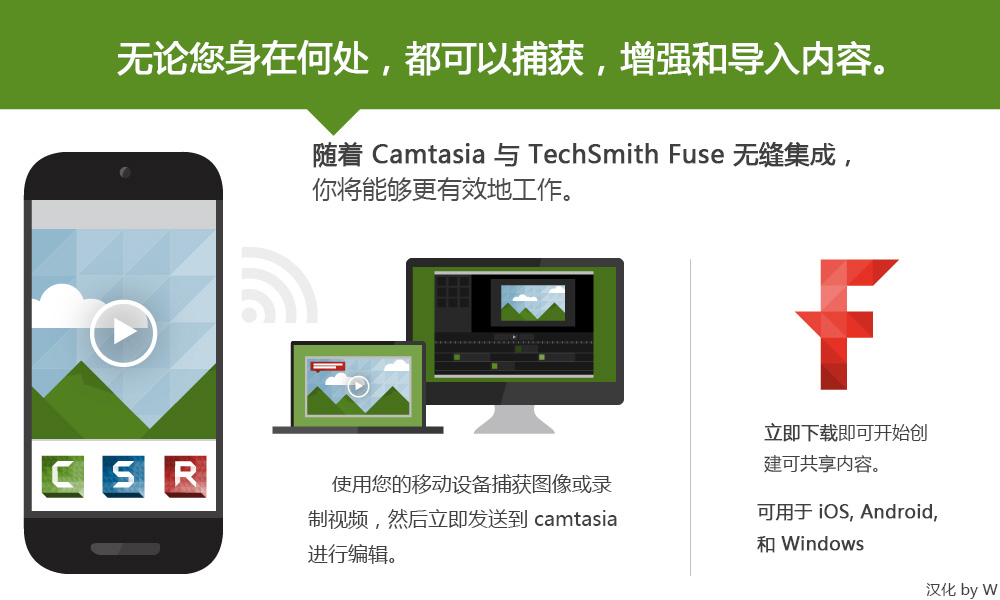 无论您身在何处，都可以捕获，增强和导入内容。
随着 Camtasia 与 TechSmith Fuse 无缝集成，
你将能够更有效地工作。
C S R
使用您的移动设备捕获图像或录
制视频，然后立即发送到 camtasia
进行编辑。
F
立即下载即可开始创
建可共享内容。
可用于 iOS, Android,
和 Windows
汉化 by W